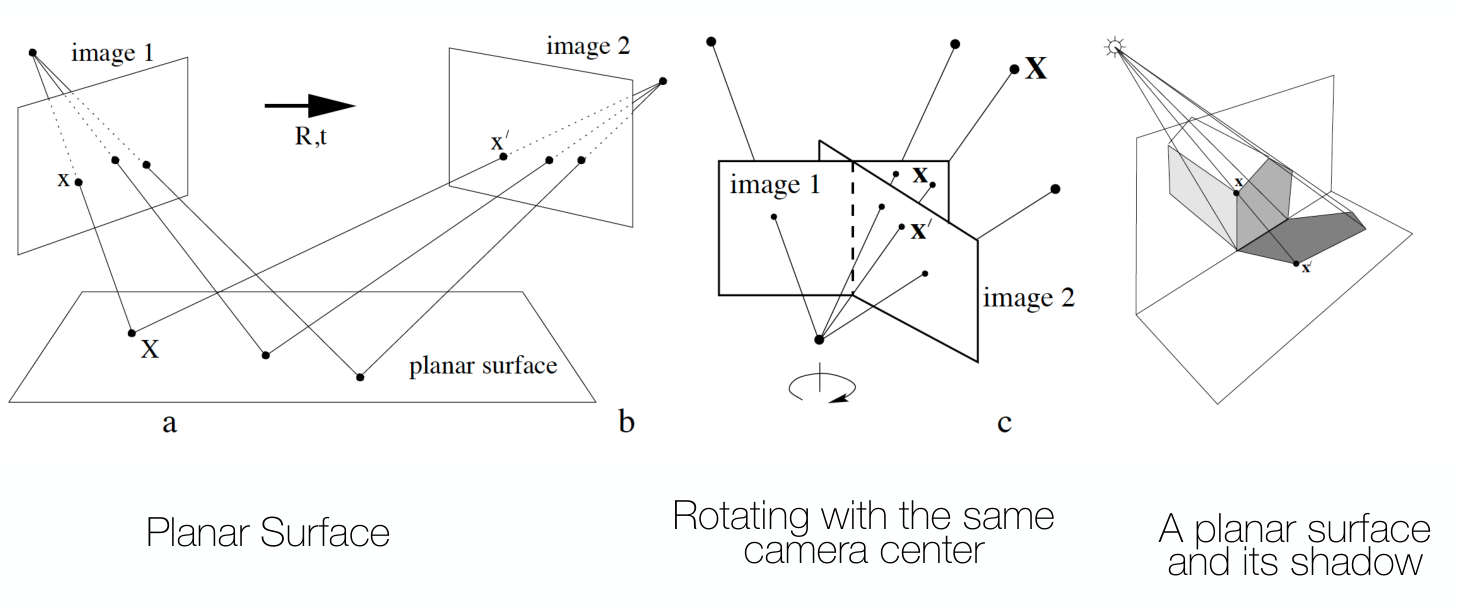 image 1
image 2
R,t
x
x′
X
planar surface
a
b
X
image 1
x
x′
image 2
c
x
x′
Planar Surface
Rotating with the same
camera center
A planar surface
and its shadow